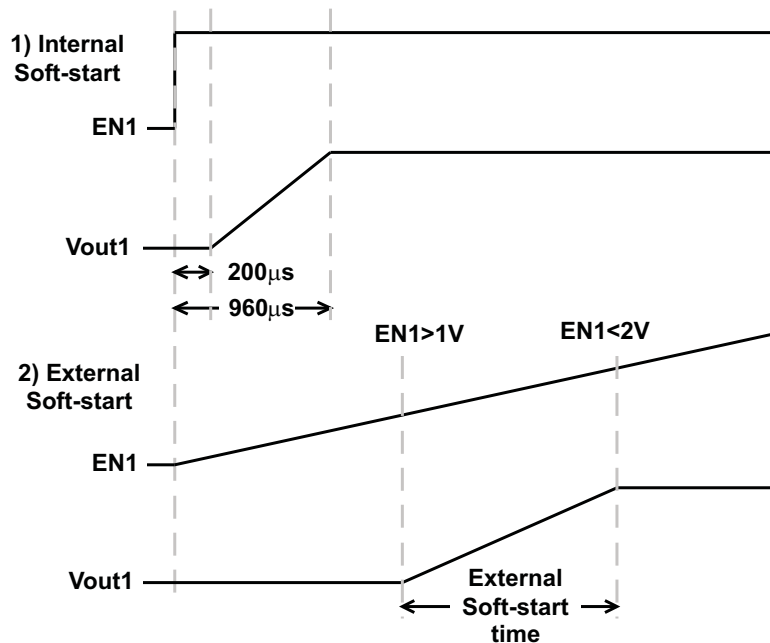 1) Internal
Soft-start
EN1
Vout1
200μs
960μs
EN1>1V
EN1<2V
2) External
Soft-start
EN1
Vout1
External
Soft-start
time